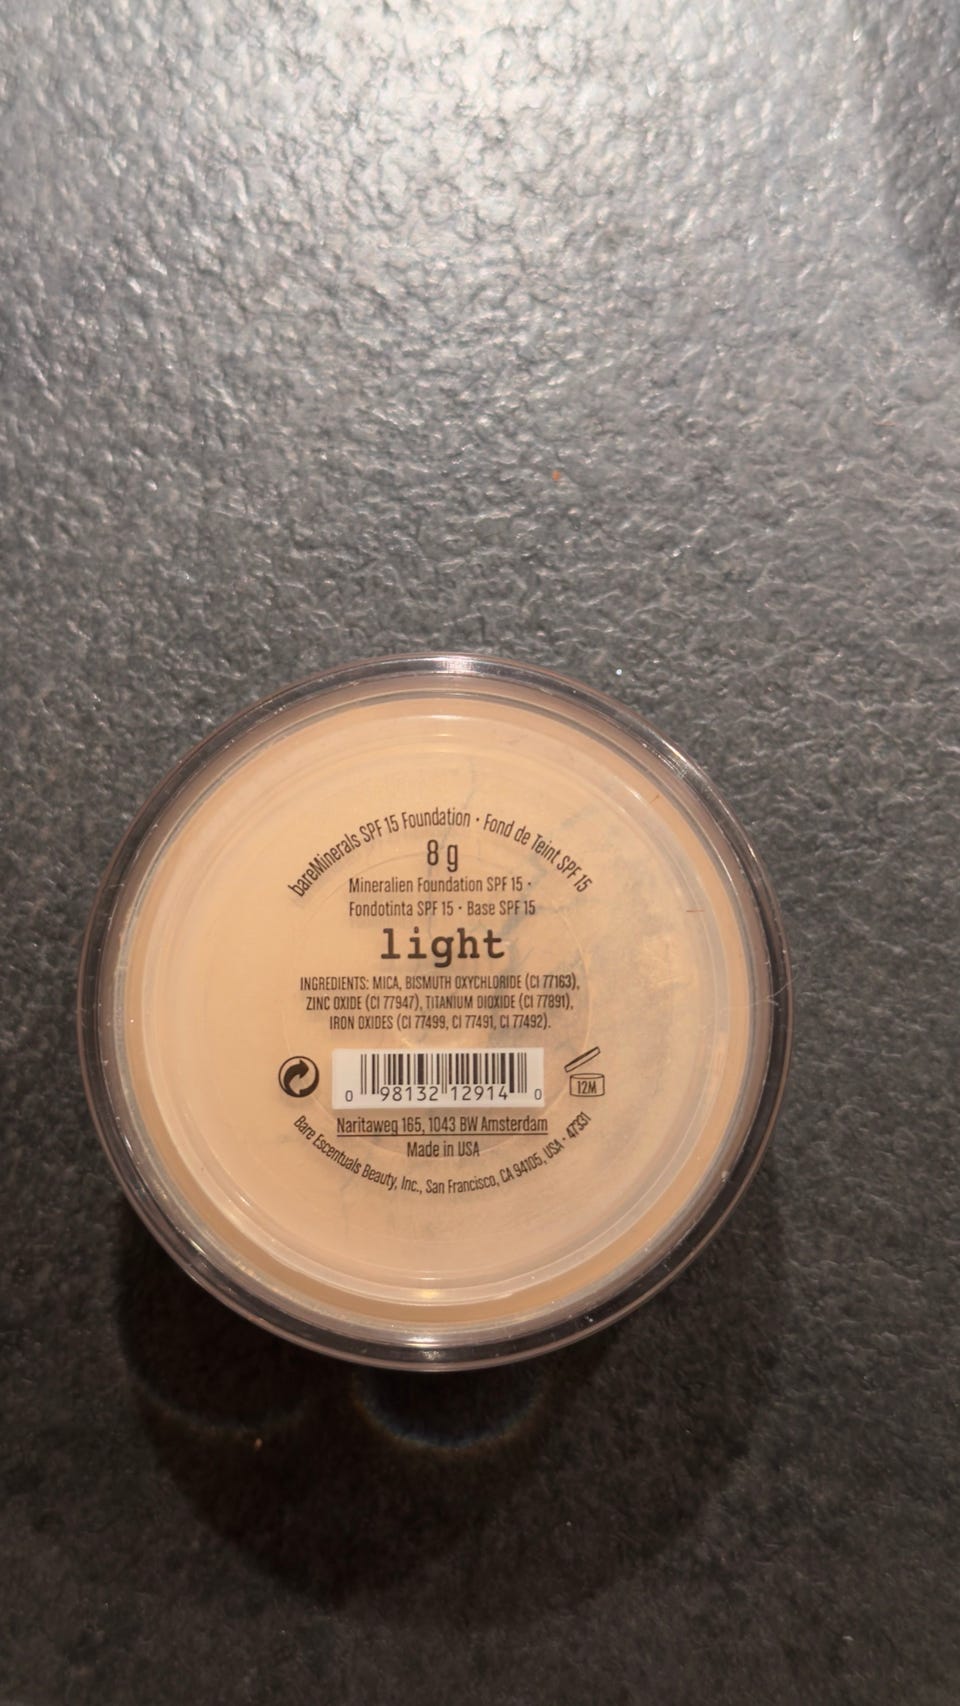 bareMinerals SPF 15 Foundation · Fond de Teint SPF 15
8 g
Mineralien Foundation SPF 15 ·
Fondotinta SPF 15 · Base SPF 15
light
INGREDIENTS: MICA, BISMUTH OXYCHLORIDE (CI 77163),
ZINC OXIDE (CI 77947), TITANIUM DIOXIDE (CI 77891),
IRON OXIDES (CI 77499, CI 77491, CI 77492).
0 98132 12914 0
12M
Naritaweg 165, 1043 BW Amsterdam
Made in USA
Bare Escentuals Beauty, Inc., San Francisco, CA 94105, USA · 47331